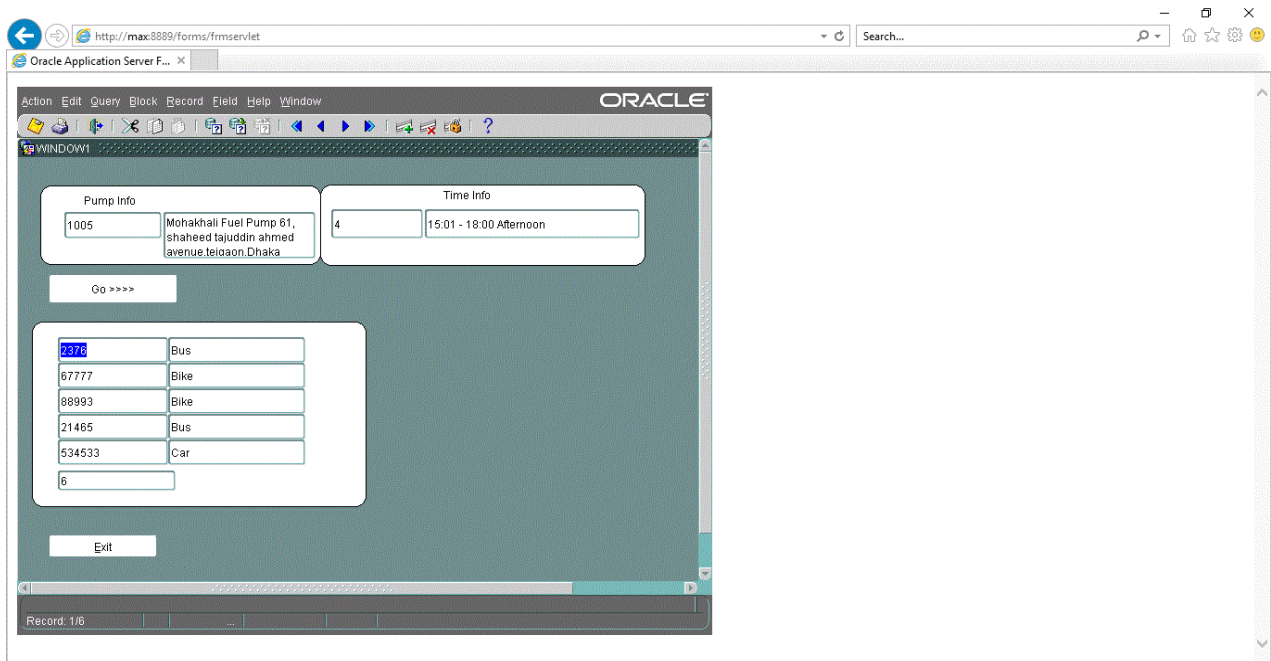 http://max:8889/forms/frmservlet
Search...
Oracle Application Server F...
Action Edit Query Block Record Field Help Window
ORACLE
WINDOW1
Pump Info
Time Info
1005
Mohakhali Fuel Pump 61,
shaheed tajuddin ahmed
avenue,tejgaon,Dhaka
4
15:01 - 18:00 Afternoon
Go >>>>
2376 Bus
67777 Bike
88993 Bike
21465 Bus
534533 Car
6
Exit
Record: 1/6
...